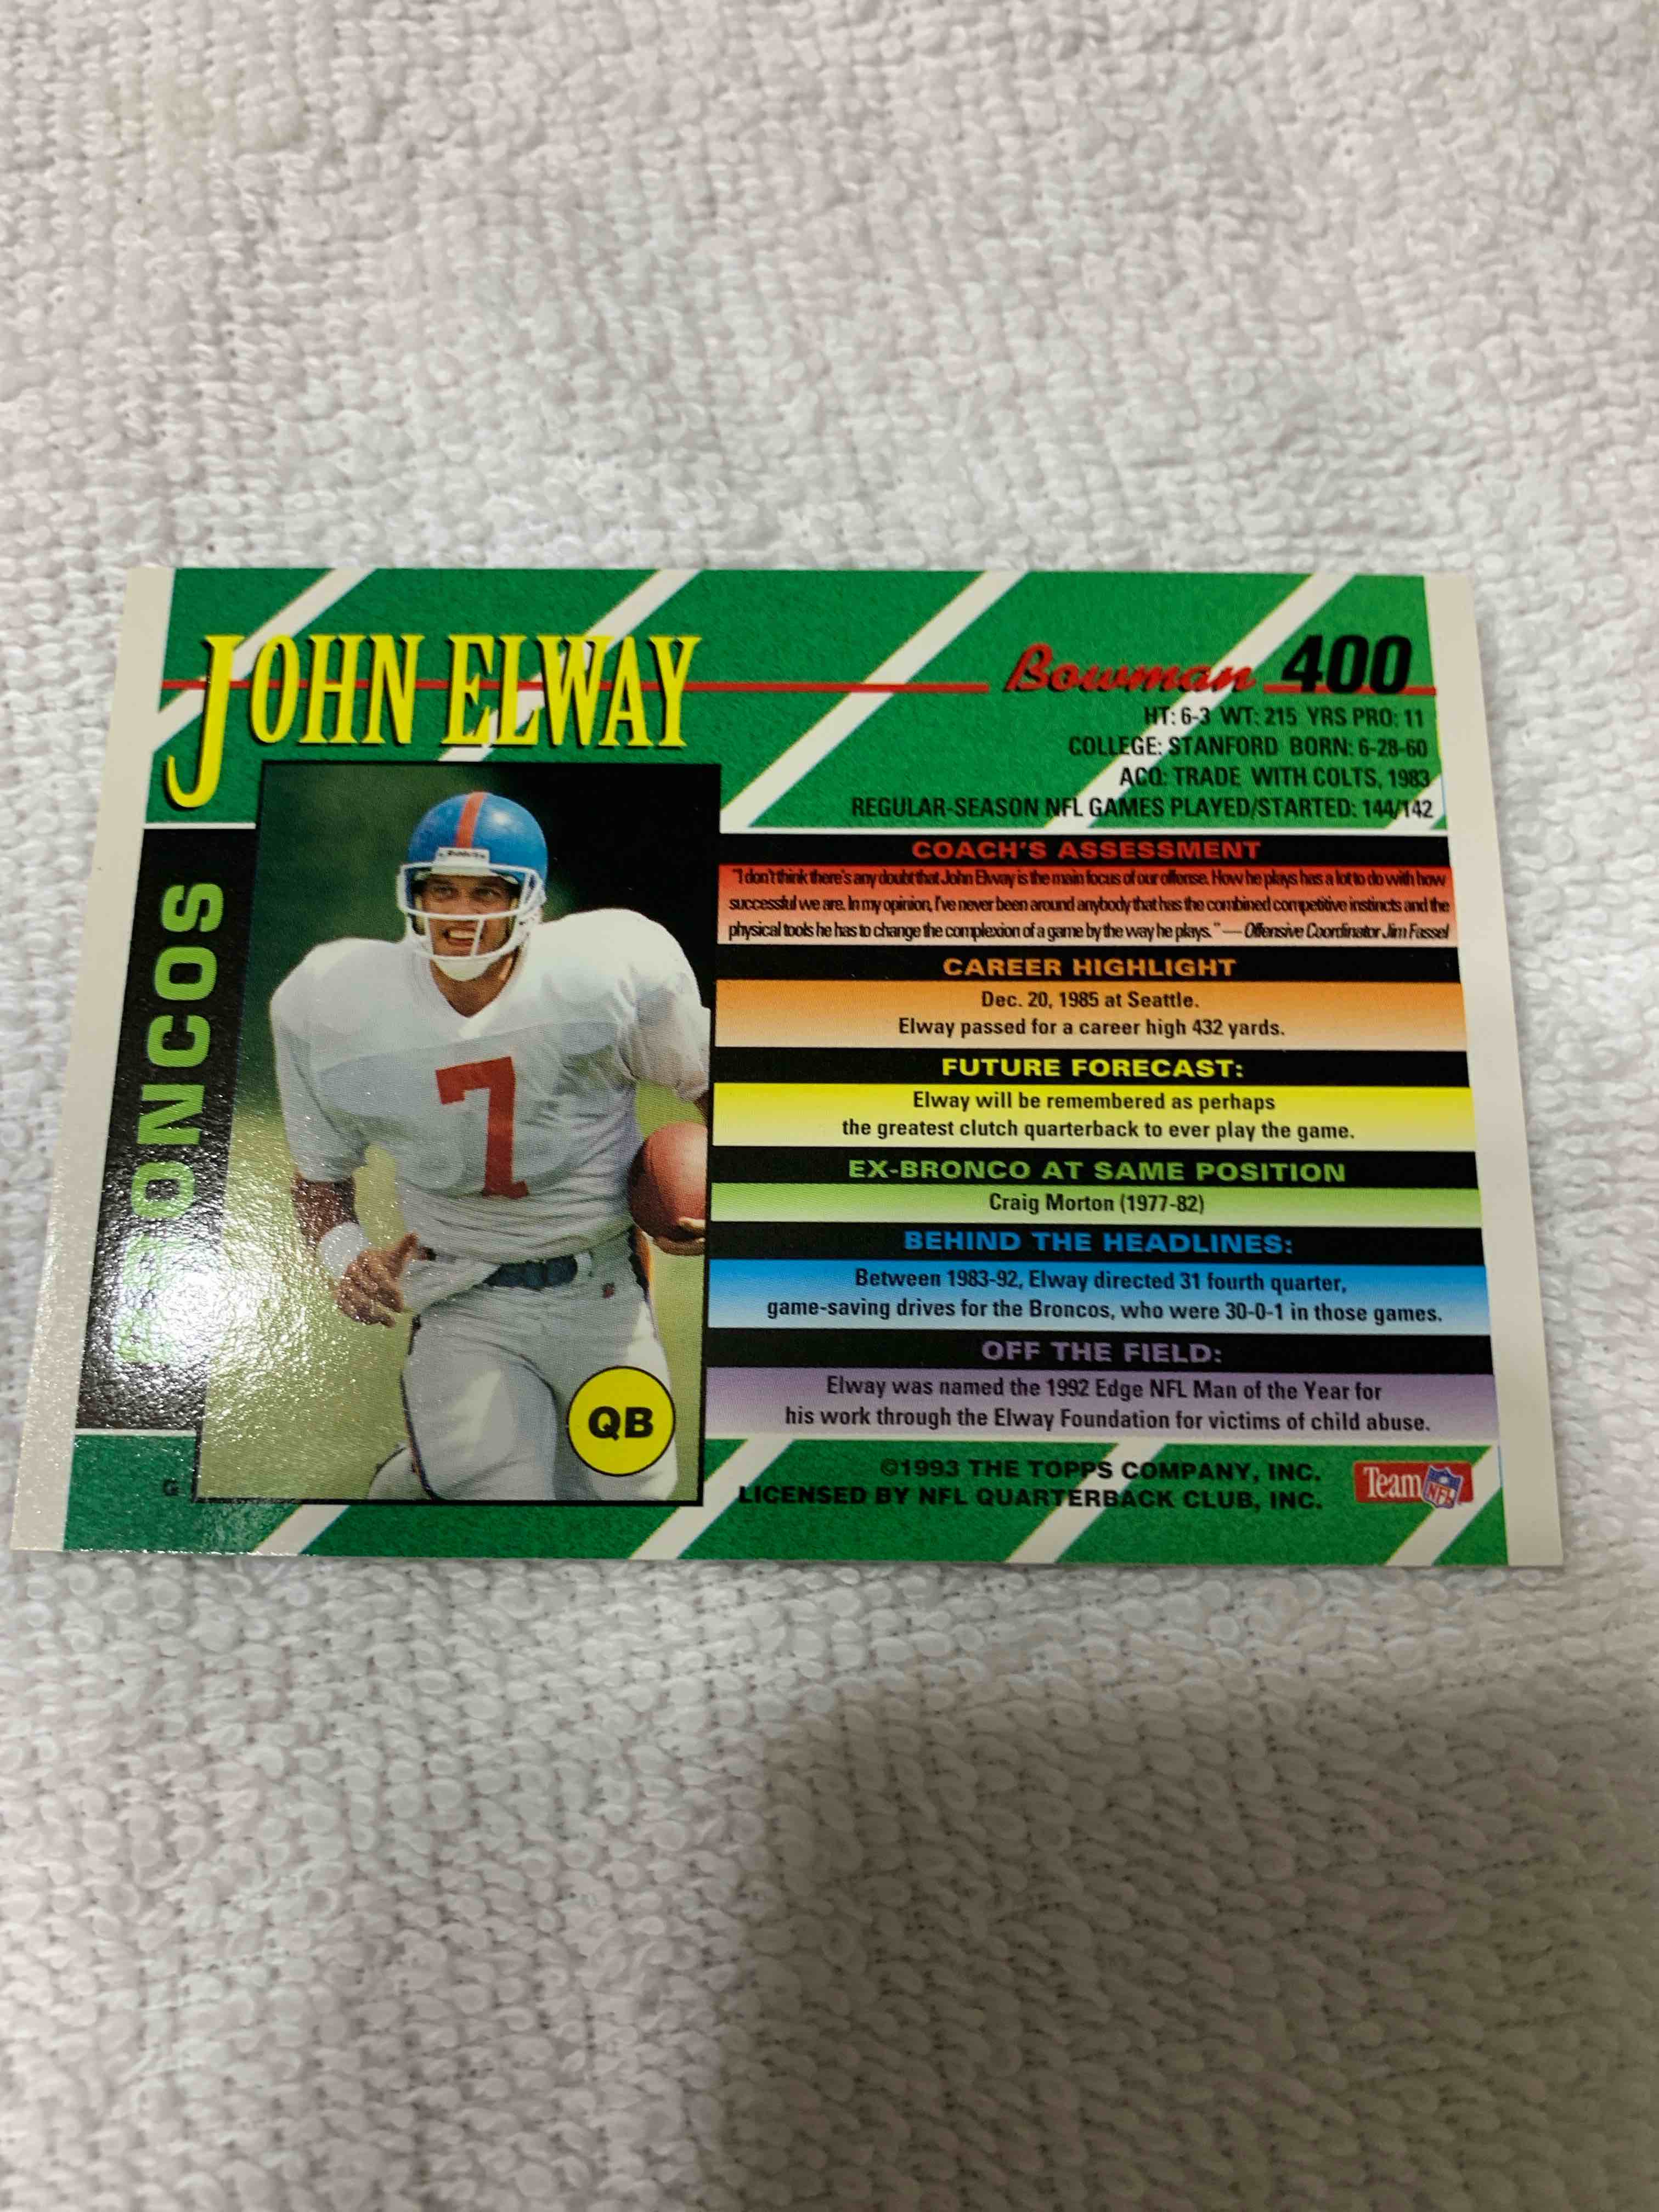 JOHN ELWAY
Bowman 400
HT: 6-3 WT: 215 YRS PRO: 11
COLLEGE: STANFORD BORN: 6-28-60
ACQ: TRADE WITH COLTS, 1983
REGULAR-SEASON NFL GAMES PLAYED/STARTED: 144/142
BRONCOS
7
QB
G
COACH'S ASSESSMENT
"I don't think there's any doubt that John Elway is the main focus of our offense. How he plays has a lot to do with how
successful we are. In my opinion, I've never been around anybody that has the combined competitive instincts and the
physical tools he has to change the complexion of a game by the way he plays." — Offensive Coordinator Jim Fassel
CAREER HIGHLIGHT
Dec. 20, 1985 at Seattle.
Elway passed for a career high 432 yards.
FUTURE FORECAST:
Elway will be remembered as perhaps
the greatest clutch quarterback to ever play the game.
EX-BRONCO AT SAME POSITION
Craig Morton (1977-82)
BEHIND THE HEADLINES:
Between 1983-92, Elway directed 31 fourth quarter,
game-saving drives for the Broncos, who were 30-0-1 in those games.
OFF THE FIELD:
Elway was named the 1992 Edge NFL Man of the Year for
his work through the Elway Foundation for victims of child abuse.
©1993 THE TOPPS COMPANY, INC.
LICENSED BY NFL QUARTERBACK CLUB, INC.
Team NFL